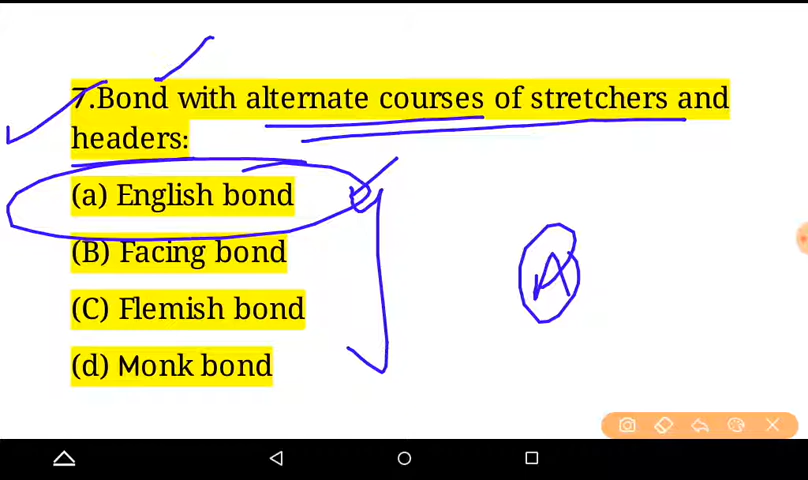 7.Bond with alternate courses of stretchers and
headers:
(a) English bond
(B) Facing bond
A
(C) Flemish bond
(d) Monk bond